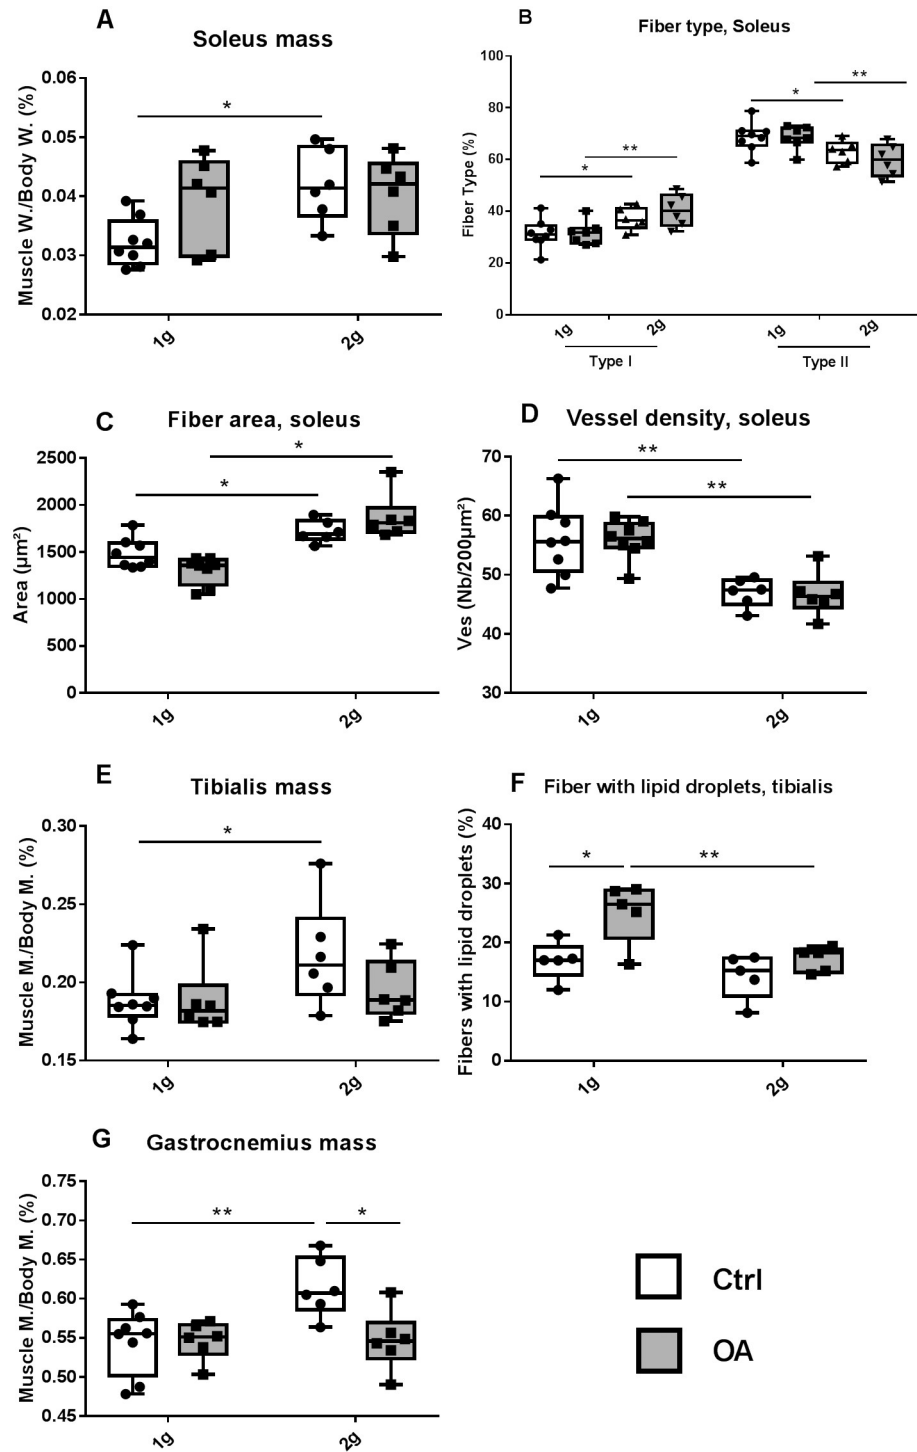 A
Soleus mass
Muscle W./Body W. (%)
0.06
0.05
0.04
0.03
0.02
*
1g
2g
B
Fiber type, Soleus
Fiber Type (%)
100
80
60
40
20
0
*
**
*
**
1g
2g
1g
2g
Type I
Type II
C
Fiber area, soleus
Area (µm²)
2500
2000
1500
1000
500
0
*
*
1g
2g
D
Vessel density, soleus
Ves (Nb/200µm²)
70
60
50
40
30
**
**
1g
2g
E
Tibialis mass
Muscle M./Body M. (%)
0.30
0.25
0.20
0.15
*
1g
2g
F
Fiber with lipid droplets, tibialis
Fibers with lipid droplets (%)
40
30
20
10
0
*
**
1g
2g
G
Gastrocnemius mass
Muscle M./Body M. (%)
0.75
0.70
0.65
0.60
0.55
0.50
0.45
**
*
1g
2g
Ctrl
OA